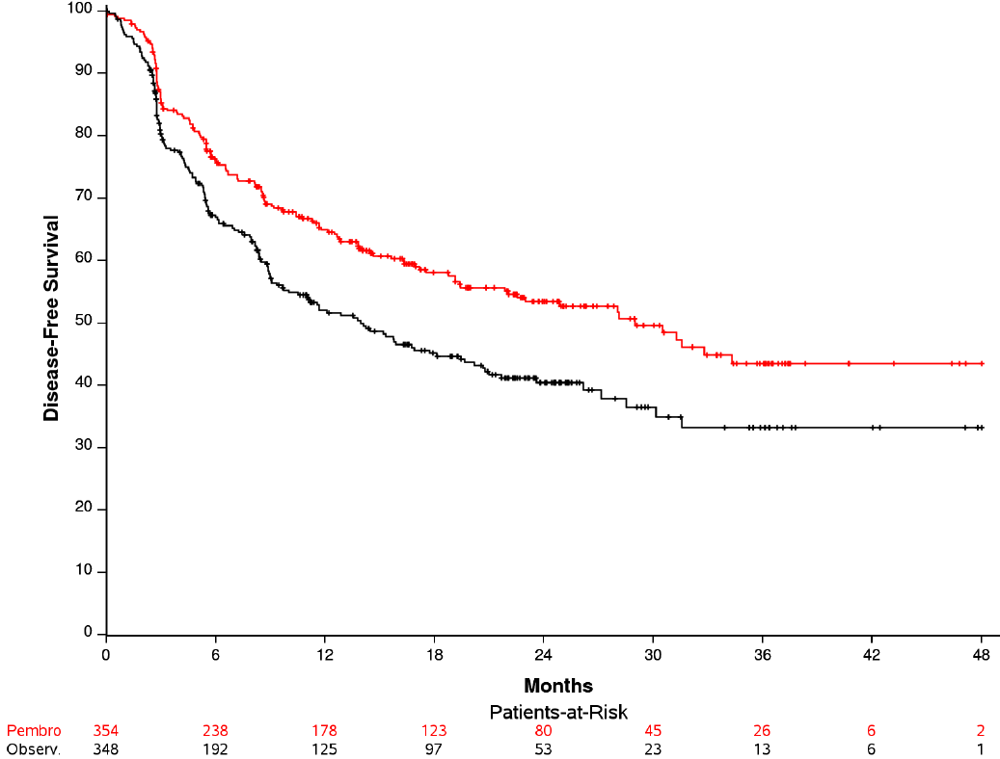 100
90
80
70
60
50
40
30
20
10
0
Disease-Free Survival
0 6 12 18 24 30 36 42 48
Months
Patients-at-Risk
Pembro 354 238 178 123 80 45 26 6 2
Observ. 348 192 125 97 53 23 13 6 1